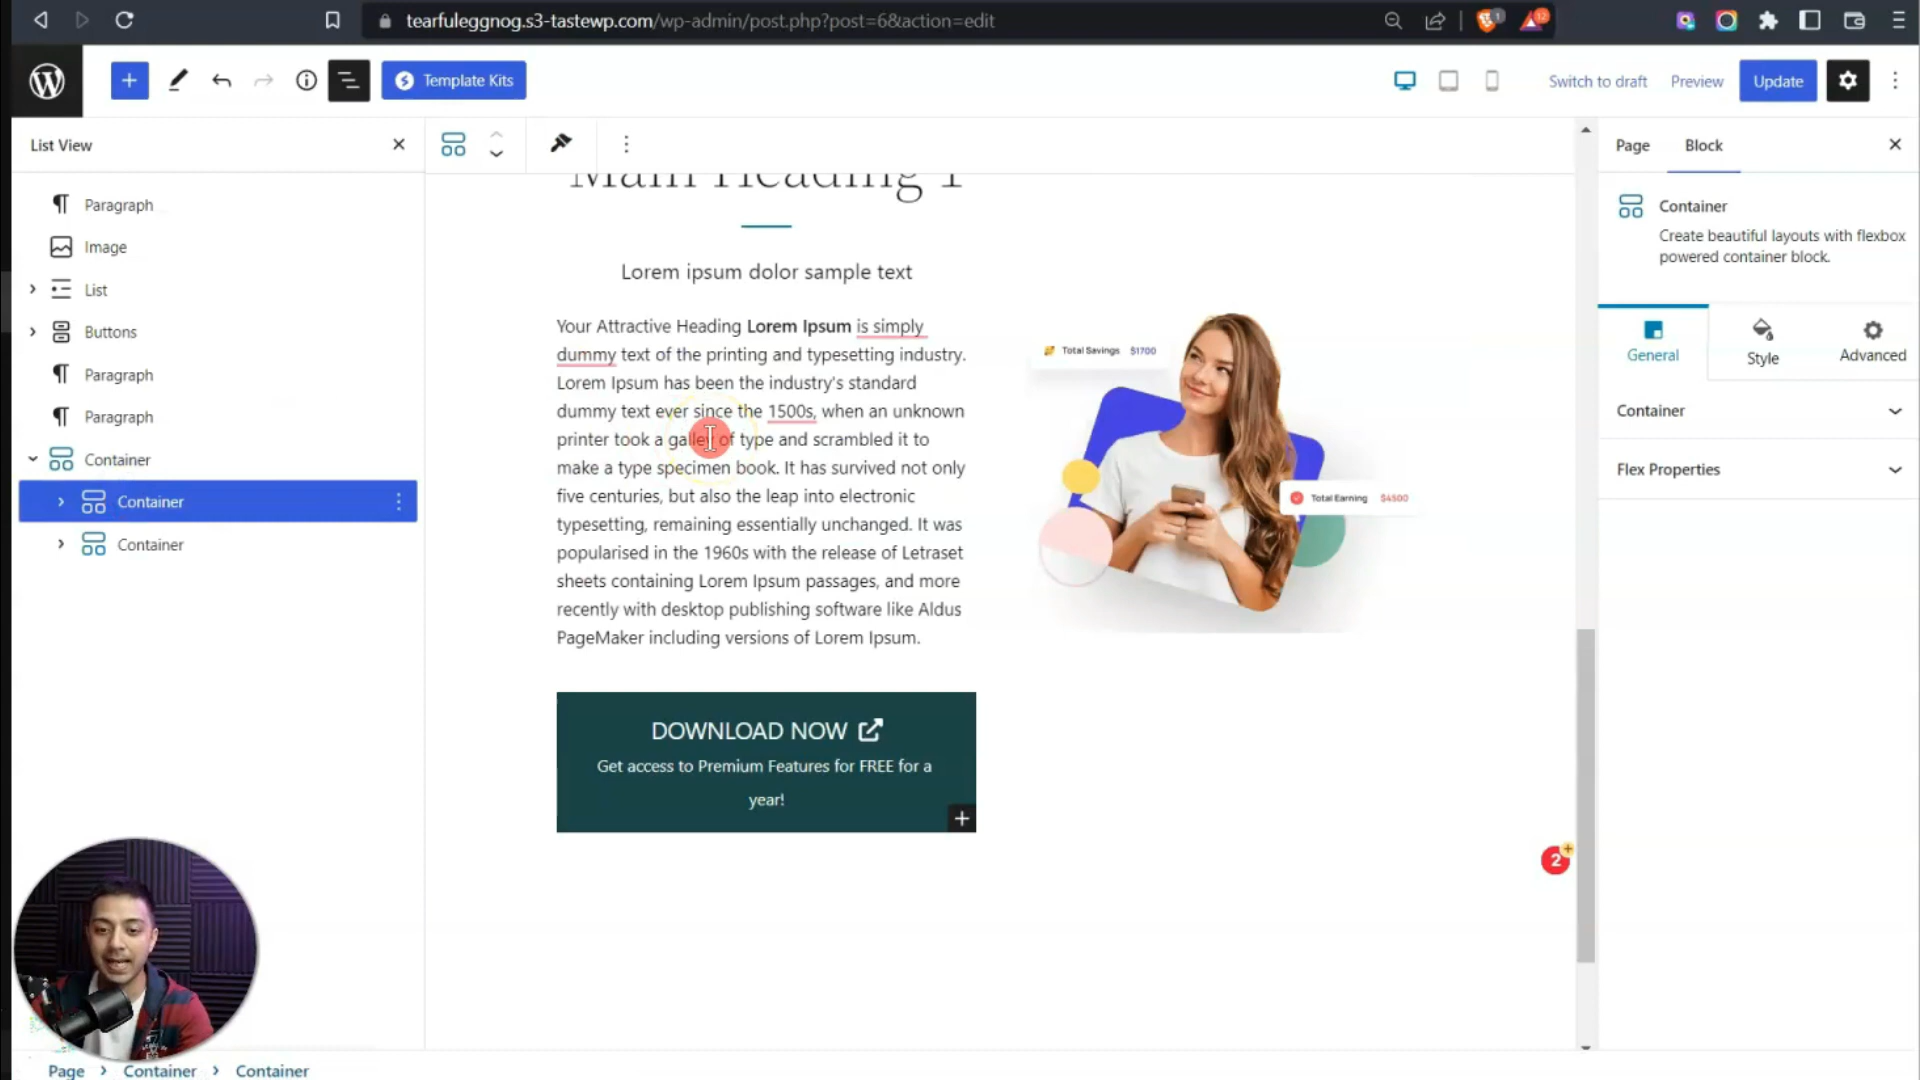 tearfuleggnog.s3-tastewp.com/wp-admin/post.php?post=6&action=edit
1
12
Template Kits
Switch to draft
Preview
Update
List View
Paragraph
Image
List
Buttons
Paragraph
Paragraph
Container
Container
Container
Main Heading 1
Lorem ipsum dolor sample text
Your Attractive Heading Lorem Ipsum is simply
dummy text of the printing and typesetting industry.
Lorem Ipsum has been the industry's standard
dummy text ever since the 1500s, when an unknown
printer took a galley of type and scrambled it to
make a type specimen book. It has survived not only
five centuries, but also the leap into electronic
typesetting, remaining essentially unchanged. It was
popularised in the 1960s with the release of Letraset
sheets containing Lorem Ipsum passages, and more
recently with desktop publishing software like Aldus
PageMaker including versions of Lorem Ipsum.
Total Savings $1700
Total Earning $4500
DOWNLOAD NOW
Get access to Premium Features for FREE for a
year!
2
Page
Block
Container
Create beautiful layouts with flexbox
powered container block.
General
Style
Advanced
Container
Flex Properties
Page > Container > Container